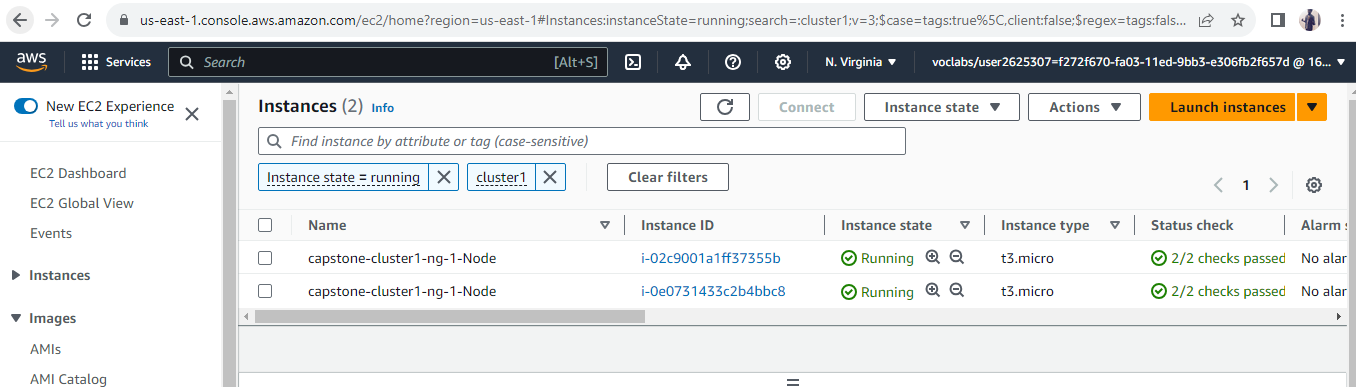 us-east-1.console.aws.amazon.com/ec2/home?region=us-east-1#Instances:instanceState=running;search=:cluster1;v=3;$case=tags:true%5C,client:false;$regex=tags:fals...
aws Services Search [Alt+S] N. Virginia voclabs/user2625307=f272f670-fa03-11ed-9bb3-e306fb2f657d @ 16...
New EC2 Experience
Tell us what you think
EC2 Dashboard
EC2 Global View
Events
Instances
Images
AMIs
AMI Catalog
Instances (2) Info Connect Instance state Actions Launch instances
Find instance by attribute or tag (case-sensitive)
Instance state = running cluster1 Clear filters
1
Name Instance ID Instance state Instance type Status check Alarm s
capstone-cluster1-ng-1-Node i-02c9001a1ff37355b Running t3.micro 2/2 checks passed No alar
capstone-cluster1-ng-1-Node i-0e0731433c2b4bbc8 Running t3.micro 2/2 checks passed No alar